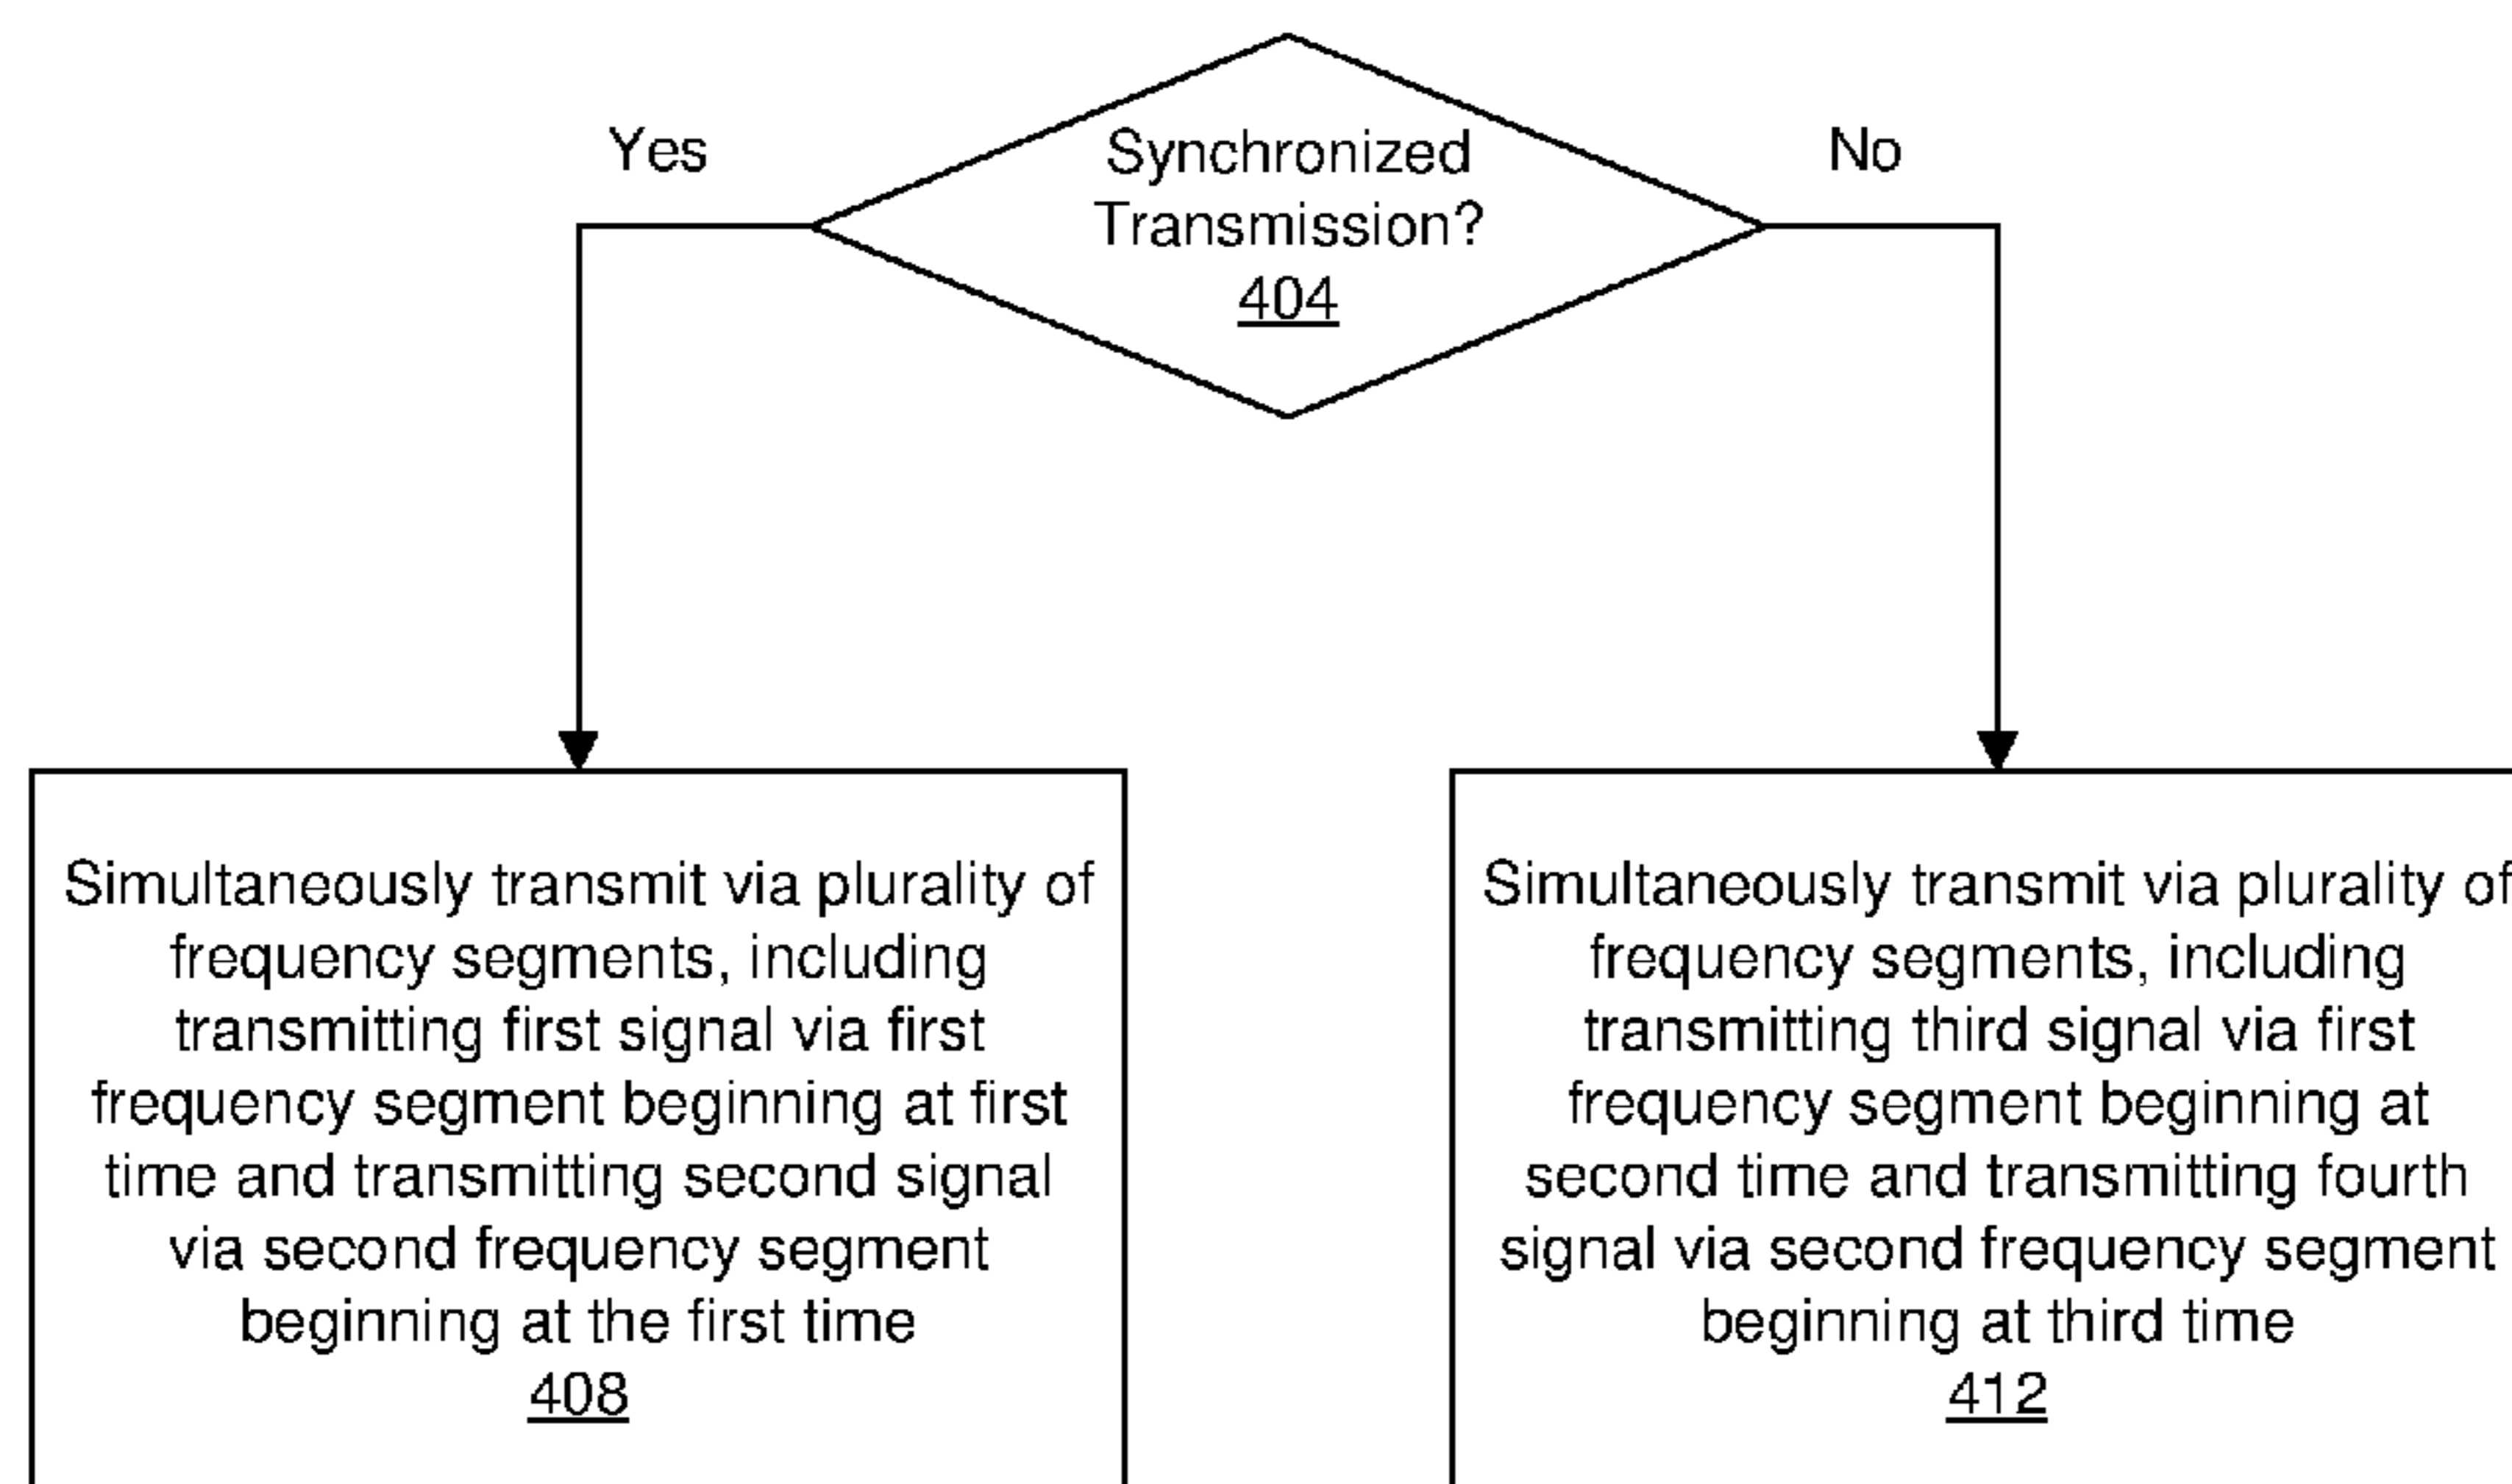 Yes
Synchronized
Transmission?
404
No
Simultaneously transmit via plurality of
frequency segments, including
transmitting first signal via first
frequency segment beginning at first
time and transmitting second signal
via second frequency segment
beginning at the first time
408
Simultaneously transmit via plurality of
frequency segments, including
transmitting third signal via first
frequency segment beginning at
second time and transmitting fourth
signal via second frequency segment
beginning at third time
412